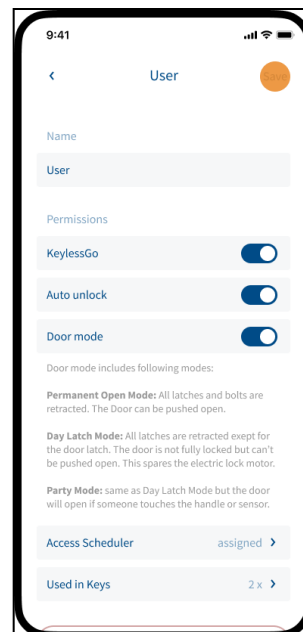 9:41
User
Save
Name
User
Permissions
KeylessGo
Auto unlock
Door mode
Door mode includes following modes:
Permanent Open Mode: All latches and bolts are
retracted. The Door can be pushed open.
Day Latch Mode: All latches are retracted exept for
the door latch. The door is not fully locked but can't
be pushed open. This spares the electric lock motor.
Party Mode: same as Day Latch Mode but the door
will open if someone touches the handle or sensor.
Access Scheduler assigned
Used in Keys 2 x